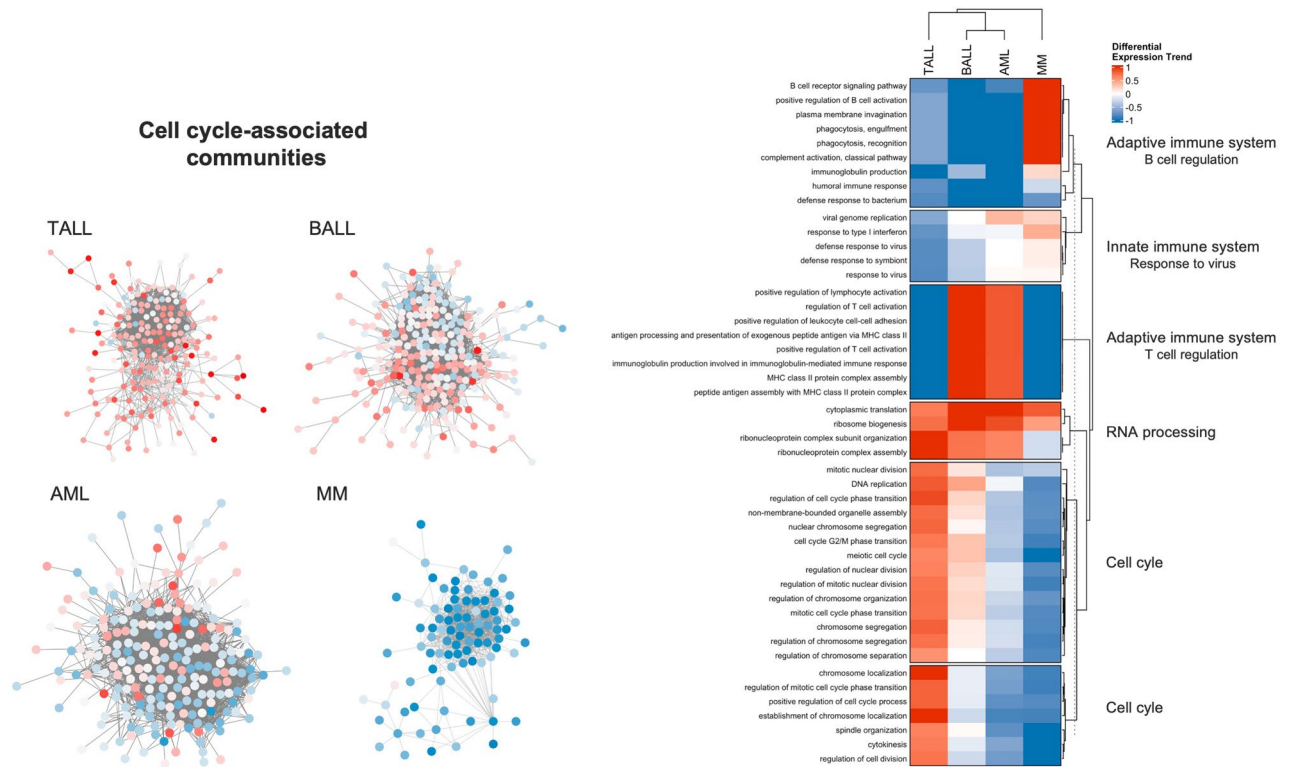 Cell cycle-associated
communities
TALL
BALL
AML
MM
TALL
BALL
AML
MM
Differential
Expression Trend
1
0.5
0
-0.5
-1
B cell receptor signaling pathway
positive regulation of B cell activation
plasma membrane invagination
phagocytosis, engulfment
phagocytosis, recognition
complement activation, classical pathway
immunoglobulin production
humoral immune response
defense response to bacterium
Adaptive immune system
B cell regulation
viral genome replication
response to type I interferon
defense response to virus
defense response to symbiont
response to virus
Innate immune system
Response to virus
positive regulation of lymphocyte activation
regulation of T cell activation
positive regulation of leukocyte cell-cell adhesion
antigen processing and presentation of exogenous peptide antigen via MHC class II
positive regulation of T cell activation
immunoglobulin production involved in immunoglobulin-mediated immune response
MHC class II protein complex assembly
peptide antigen assembly with MHC class II protein complex
Adaptive immune system
T cell regulation
cytoplasmic translation
ribosome biogenesis
ribonucleoprotein complex subunit organization
ribonucleoprotein complex assembly
RNA processing
mitotic nuclear division
DNA replication
regulation of cell cycle phase transition
non-membrane-bounded organelle assembly
nuclear chromosome segregation
cell cycle G2/M phase transition
meiotic cell cycle
regulation of nuclear division
regulation of mitotic nuclear division
regulation of chromosome organization
mitotic cell cycle phase transition
chromosome segregation
regulation of chromosome segregation
regulation of chromosome separation
Cell cyle
chromosome localization
regulation of mitotic cell cycle phase transition
positive regulation of cell cycle process
establishment of chromosome localization
spindle organization
cytokinesis
regulation of cell division
Cell cyle